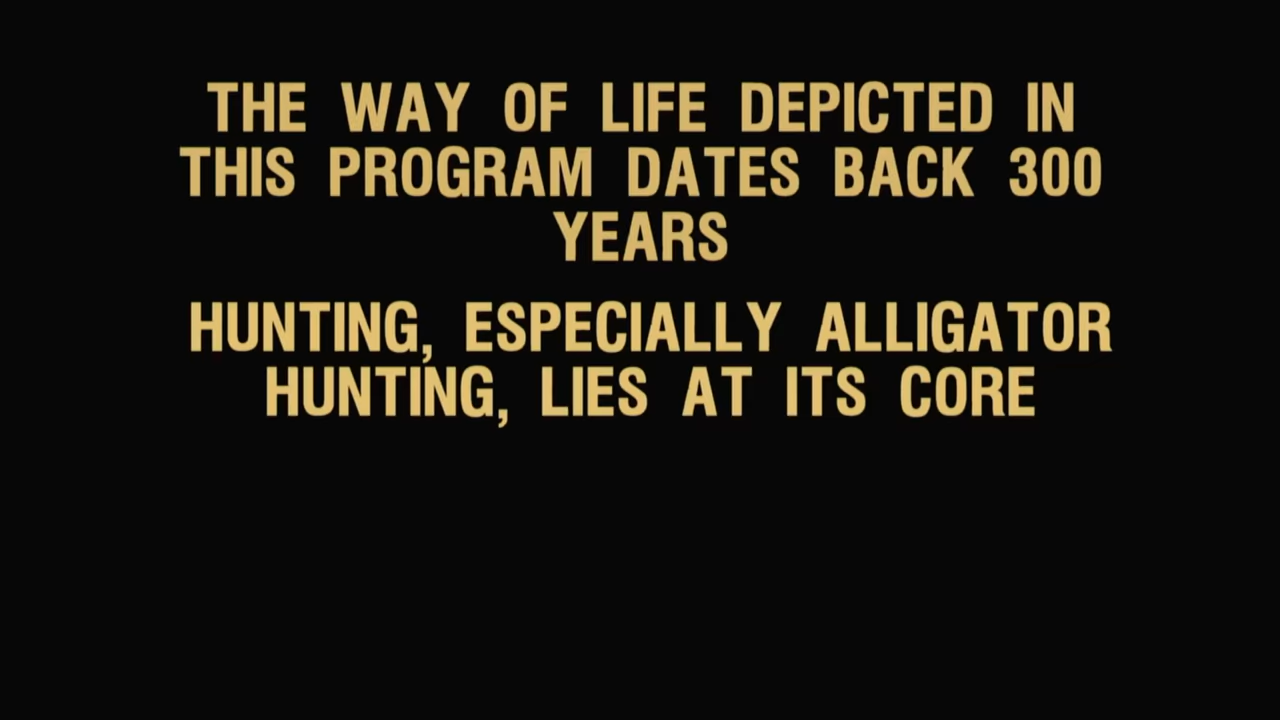 THE WAY OF LIFE DEPICTED IN
THIS PROGRAM DATES BACK 300
YEARS
HUNTING, ESPECIALLY ALLIGATOR
HUNTING, LIES AT ITS CORE